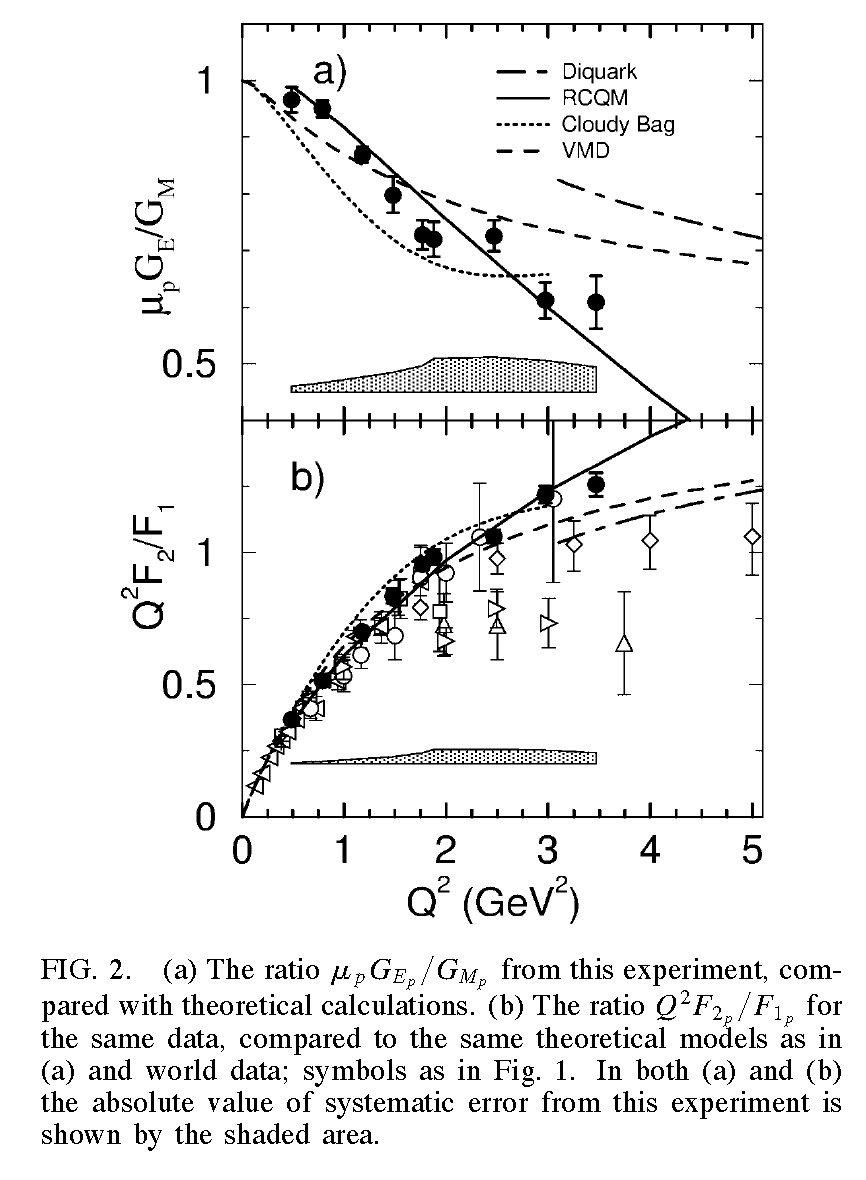 a)
Diquark
RCQM
Cloudy Bag
VMD
1
0.5
μpGE/GM
b)
1
0.5
0
Q²F₂/F₁
0 1 2 3 4 5
Q² (GeV²)
FIG. 2. (a) The ratio μpGEp/GMp from this experiment, com-
pared with theoretical calculations. (b) The ratio Q²F₂p/F₁p for
the same data, compared to the same theoretical models as in
(a) and world data; symbols as in Fig. 1. In both (a) and (b)
the absolute value of systematic error from this experiment is
shown by the shaded area.